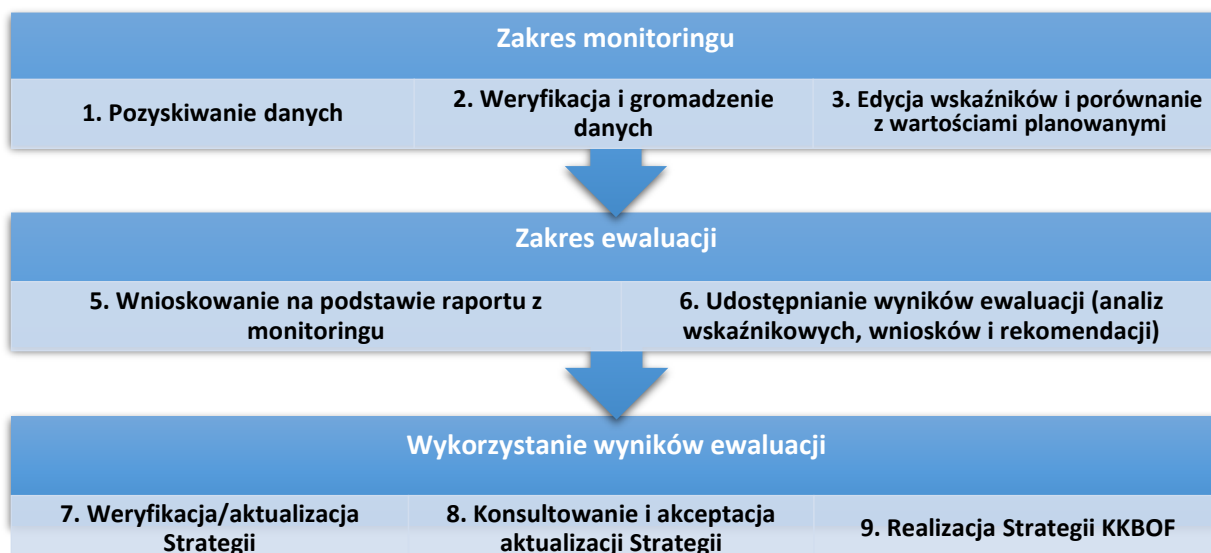 Zakres monitoringu
1. Pozyskiwanie danych
2. Weryfikacja i gromadzenie
danych
3. Edycja wskaźników i porównanie
z wartościami planowanymi
Zakres ewaluacji
5. Wnioskowanie na podstawie raportu z
monitoringu
6. Udostępnianie wyników ewaluacji (analiz
wskaźnikowych, wniosków i rekomendacji)
Wykorzystanie wyników ewaluacji
7. Weryfikacja/aktualizacja
Strategii
8. Konsultowanie i akceptacja
aktualizacji Strategii
9. Realizacja Strategii KKBOF